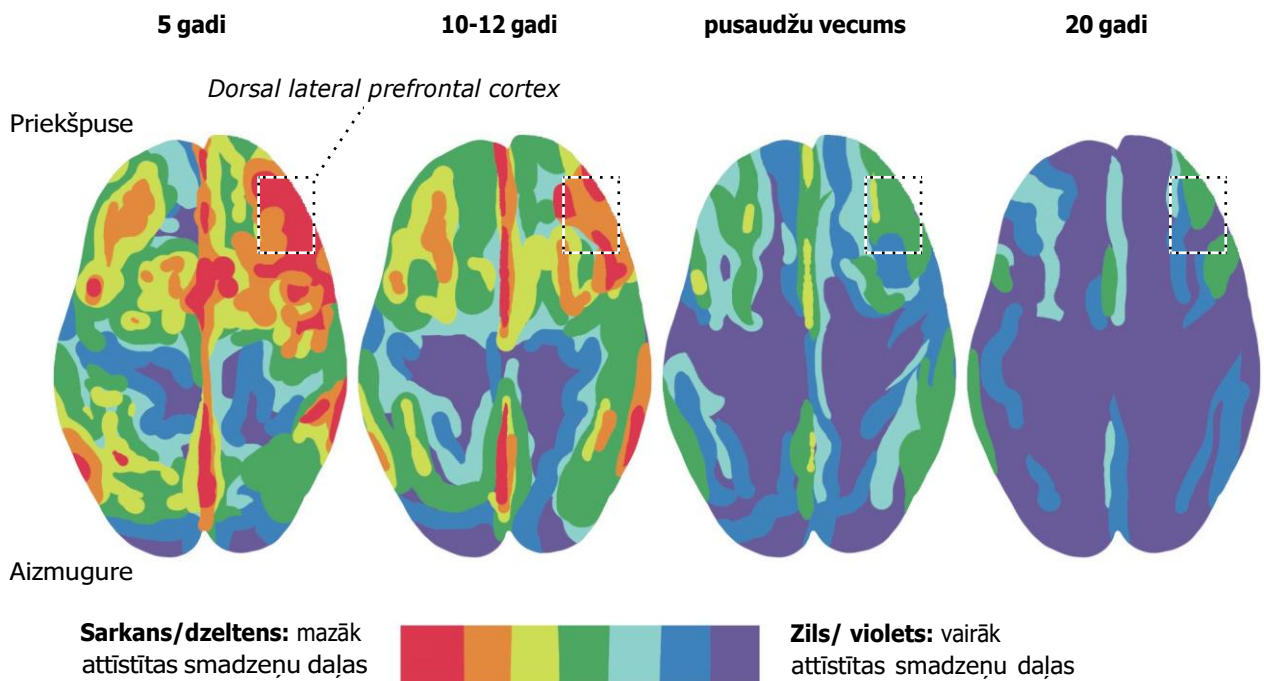 5 gadi
10-12 gadi
pusaudžu vecums
20 gadi
Dorsal lateral prefrontal cortex
Priekšpuse
Aizmugure
Sarkans/dzeltens: mazāk
attīstītas smadzeņu daļas
Zils/ violets: vairāk
attīstītas smadzeņu daļas